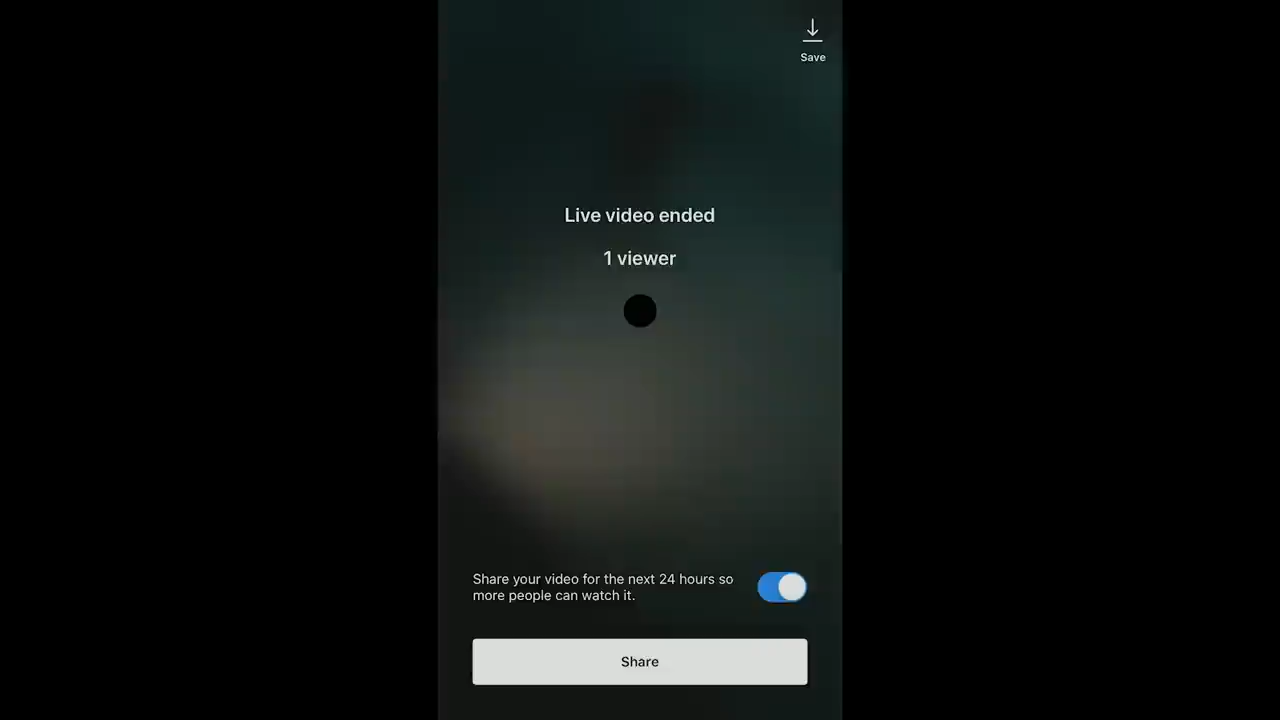 Save
Live video ended
1 viewer
Share your video for the next 24 hours so
more people can watch it.
Share